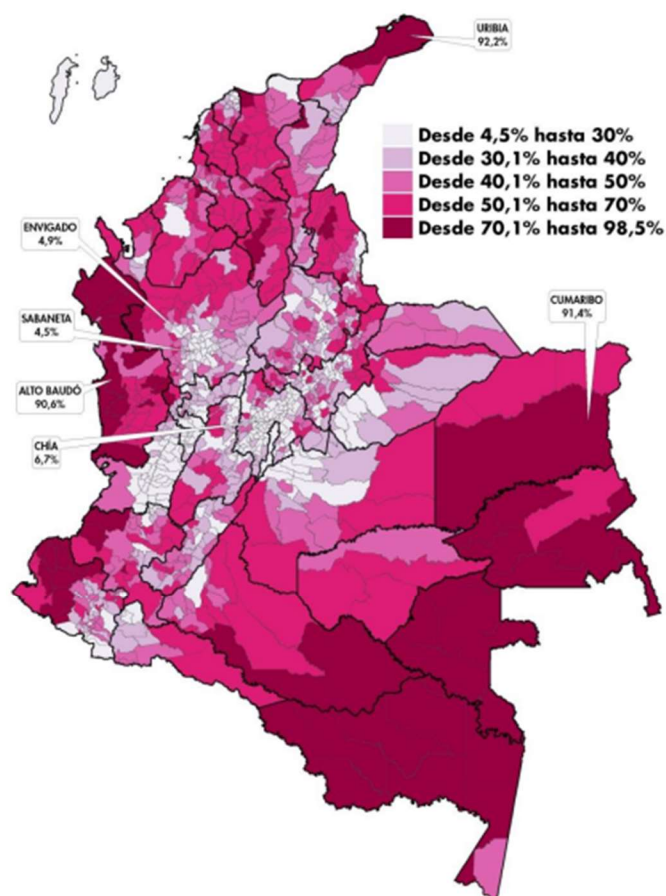 URIBIA
92,2%
Desde 4,5% hasta 30%
Desde 30,1% hasta 40%
Desde 40,1% hasta 50%
Desde 50,1% hasta 70%
Desde 70,1% hasta 98,5%
ENVIGADO
4,9%
SABANETA
4,5%
CUMARIBO
91,4%
ALTO BAUDÓ
90,6%
CHÍA
6,7%